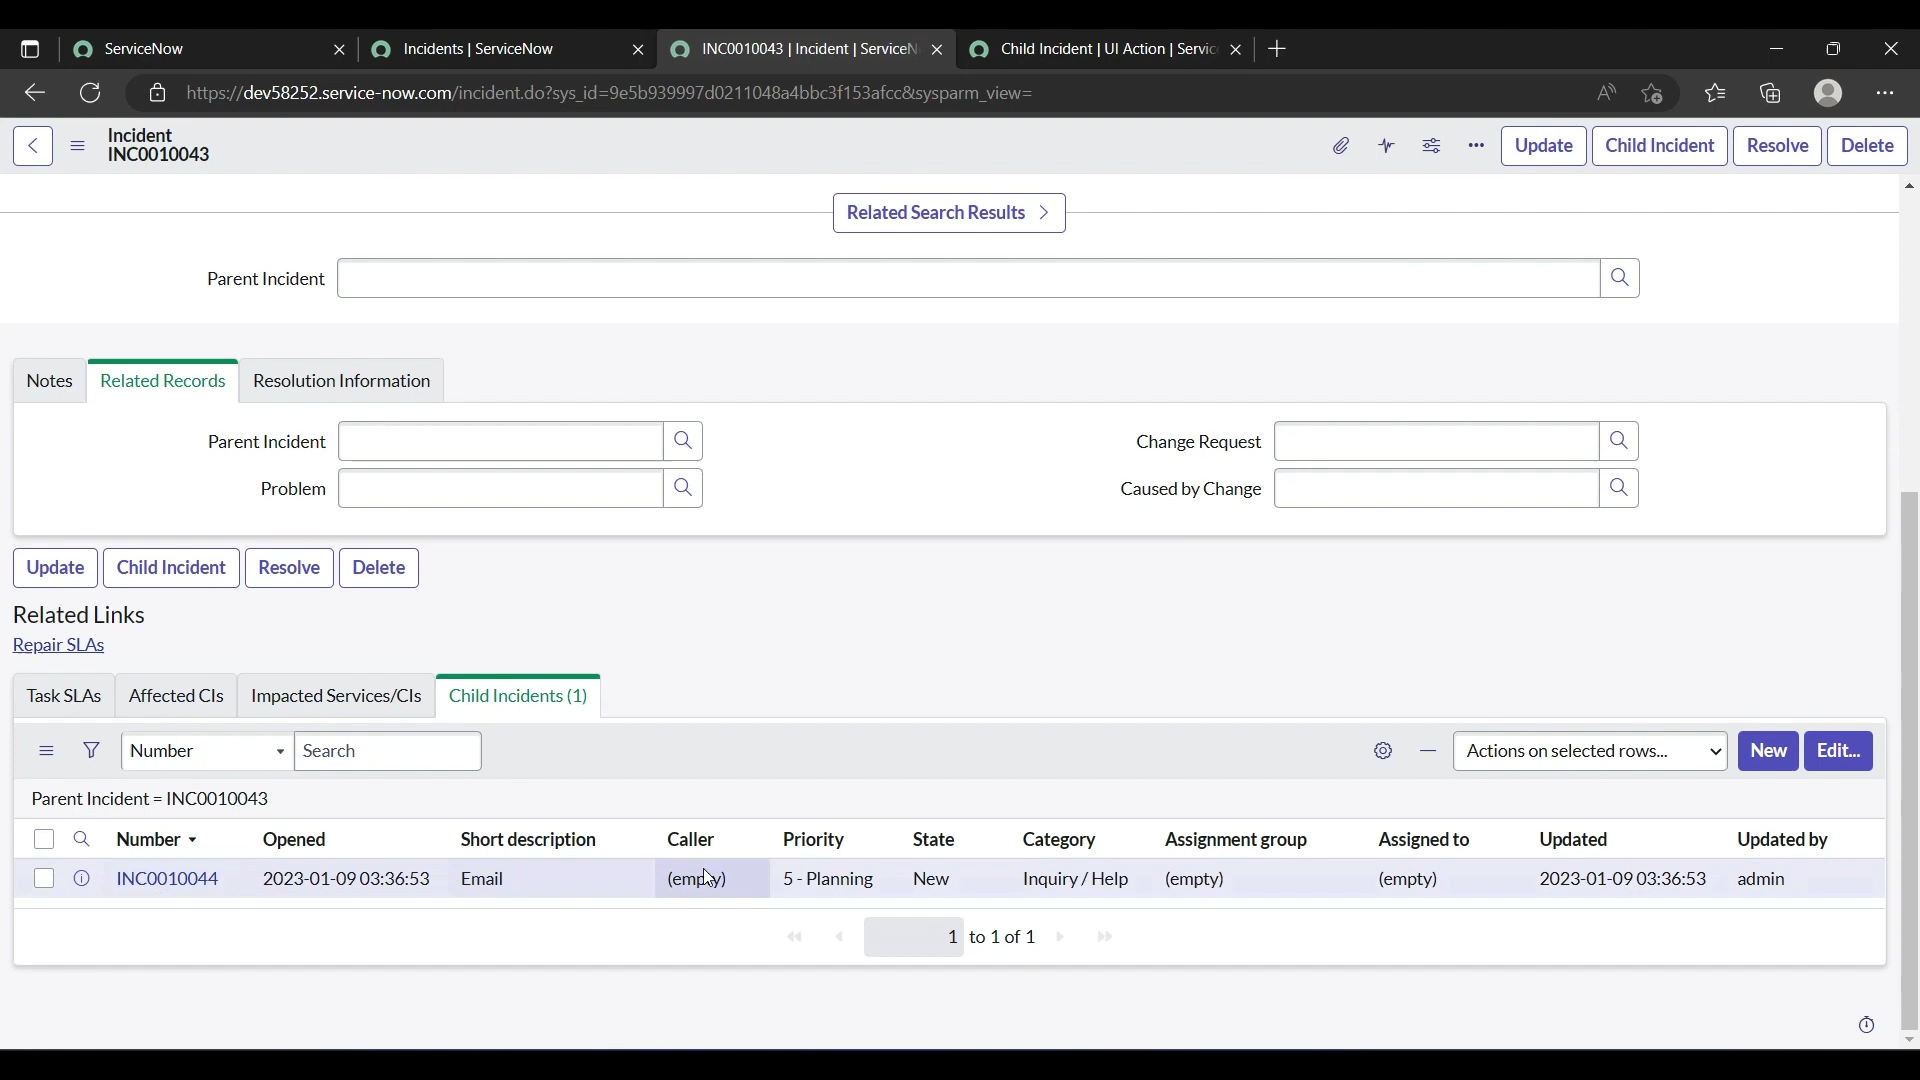 ServiceNow
Incidents | ServiceNow
INC0010043 | Incident | ServiceN
Child Incident | UI Action | Servic
https://dev58252.service-now.com/incident.do?sys_id=9e5b939997d0211048a4bbc3f153afcc&sysparm_view=
Incident
INC0010043
Update
Child Incident
Resolve
Delete
Related Search Results
Parent Incident
Notes
Related Records
Resolution Information
Parent Incident
Change Request
Problem
Caused by Change
Update
Child Incident
Resolve
Delete
Related Links
Repair SLAs
Task SLAs
Affected CIs
Impacted Services/CIs
Child Incidents (1)
Number
Search
Actions on selected rows...
New
Edit...
Parent Incident = INC0010043
Number Opened Short description Caller Priority State Category Assignment group Assigned to Updated Updated by
INC0010044 2023-01-09 03:36:53 Email (empty) 5 - Planning New Inquiry / Help (empty) (empty) 2023-01-09 03:36:53 admin
1 to 1 of 1